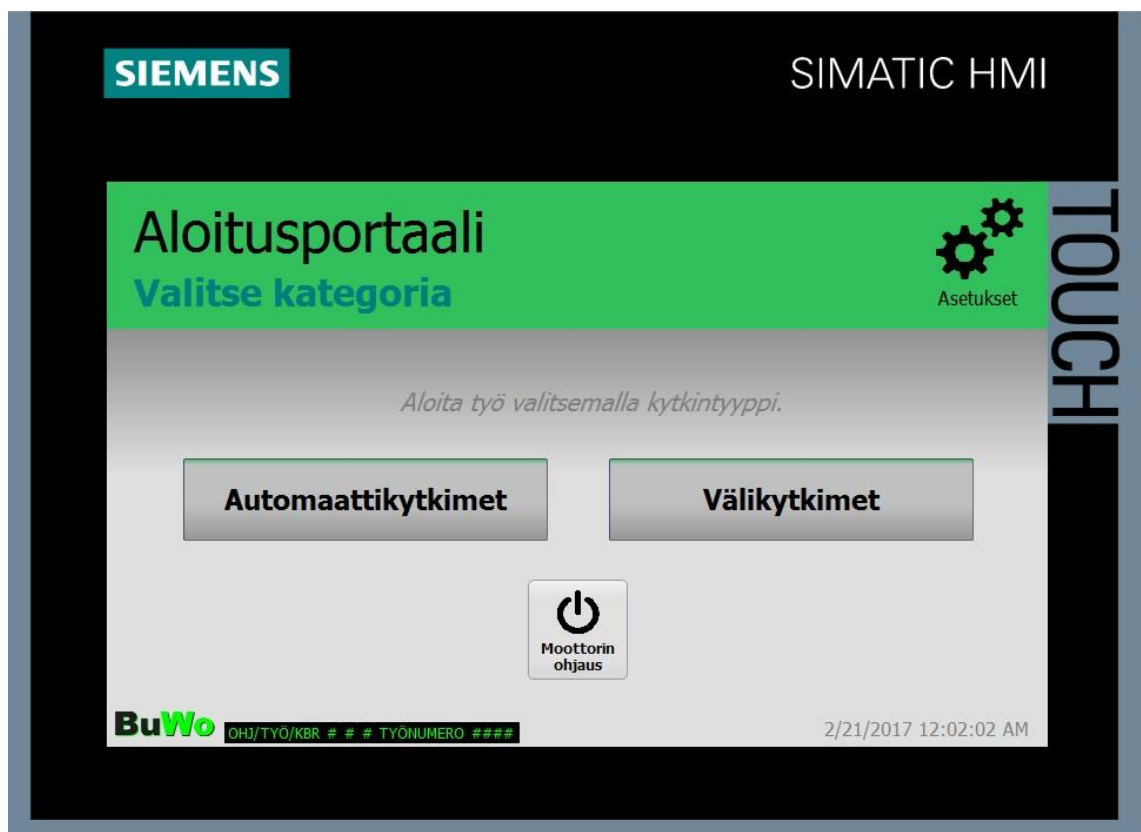 SIEMENS
SIMATIC HMI
TOUCH
Aloitusportaali
Valitse kategoria
Asetukset
Aloita työ valitsemalla kytkintyyppi.
Automaattikytkimet
Välikytkimet
Moottorin
ohjaus
BuWo
OHJ/TYÖ/KBR # # # TYÖNUMERO ####
2/21/2017 12:02:02 AM